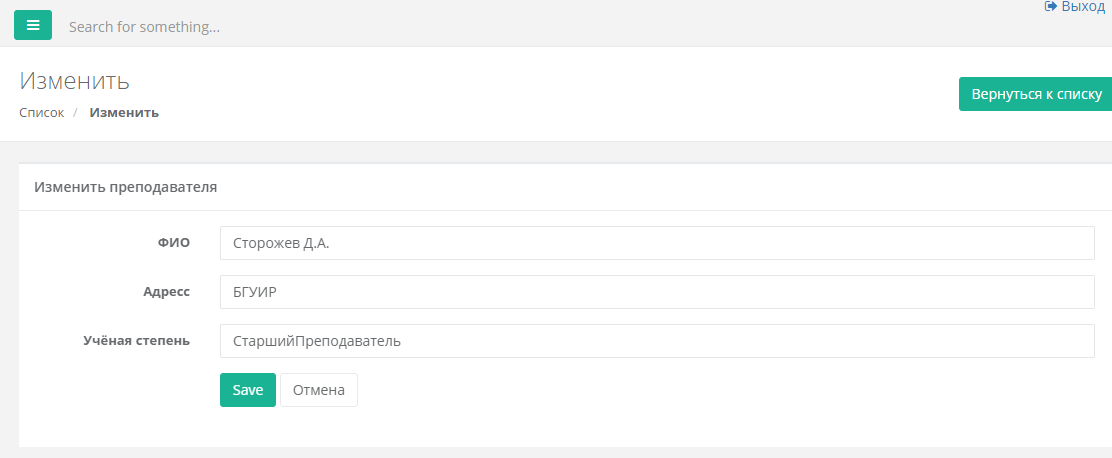 Выход
Search for something...
Изменить
Вернуться к списку
Список / Изменить
Изменить преподавателя
ФИО Сторожев Д.А.
Адресс БГУИР
Учёная степень СтаршийПреподаватель
Save Отмена